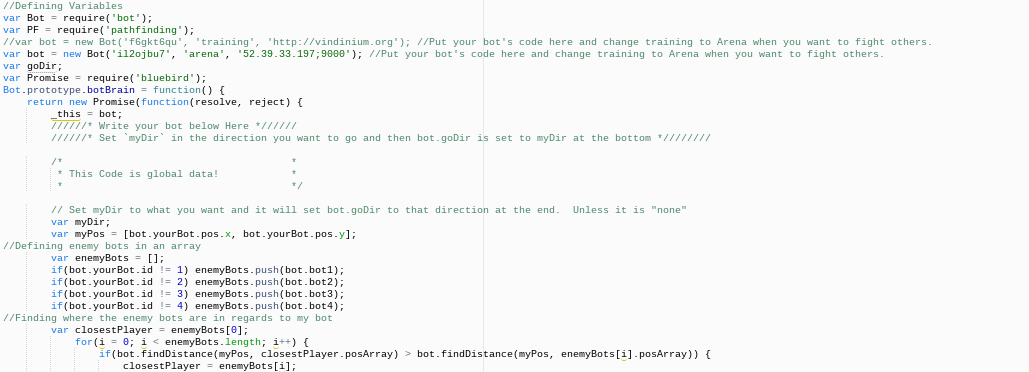 //Defining Variables
var Bot = require('bot');
var PF = require('pathfinding');
//var bot = new Bot('f6gkt6qu', 'training', 'http://vindinium.org'); //Put your bot's code here and change training to Arena when you want to fight others.
var bot = new Bot('il2ojbu7', 'arena', '52.39.33.197;9000'); //Put your bot's code here and change training to Arena when you want to fight others.
var goDir;
var Promise = require('bluebird');
Bot.prototype.botBrain = function() {
    return new Promise(function(resolve, reject) {
        _this = bot;
        //////* Write your bot below Here *//////
        //////* Set `myDir` in the direction you want to go and then bot.goDir is set to myDir at the bottom *////////
        /*                                      *
         * This Code is global data!            *
         *                                      */
        // Set myDir to what you want and it will set bot.goDir to that direction at the end.  Unless it is "none"
        var myDir;
        var myPos = [bot.yourBot.pos.x, bot.yourBot.pos.y];
//Defining enemy bots in an array
        var enemyBots = [];
        if(bot.yourBot.id != 1) enemyBots.push(bot.bot1);
        if(bot.yourBot.id != 2) enemyBots.push(bot.bot2);
        if(bot.yourBot.id != 3) enemyBots.push(bot.bot3);
        if(bot.yourBot.id != 4) enemyBots.push(bot.bot4);
//Finding where the enemy bots are in regards to my bot
        var closestPlayer = enemyBots[0];
            for(i = 0; i < enemyBots.length; i++) {
                if(bot.findDistance(myPos, closestPlayer.posArray) > bot.findDistance(myPos, enemyBots[i].posArray)) {
                    closestPlayer = enemyBots[i];